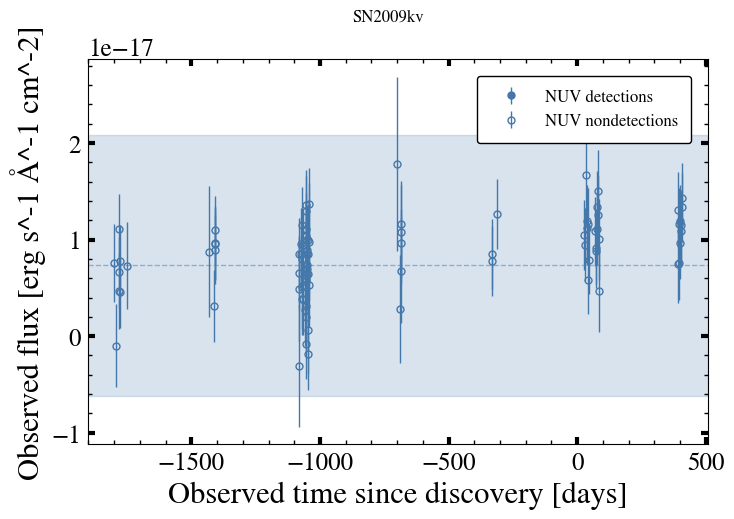 SN2009kv
1e−17
NUV detections
NUV nondetections
2
1
0
−1
Observed flux [erg s^-1 Å^-1 cm^-2]
−1500
−1000
−500
0
500
Observed time since discovery [days]